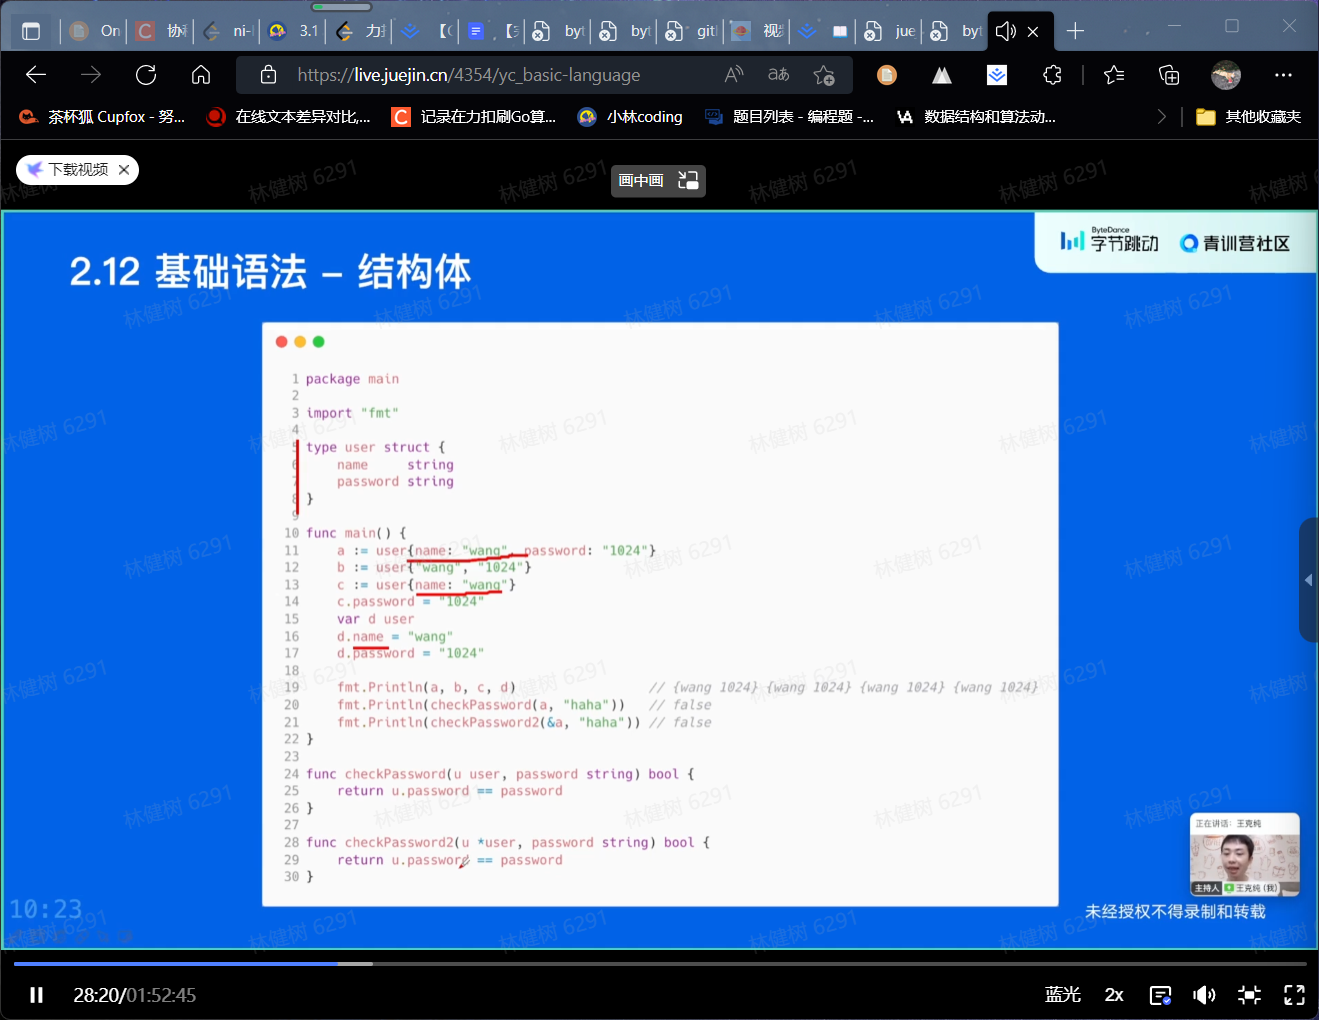 On
C 协
ni-
3.1
力
【
【
byt
byt
git
视
jue
by
https://live.juejin.cn/4354/yc_basic-language
茶杯狐 Cupfox - 努...
在线文本差异对比,...
C 记录在力扣刷Go算...
小林coding
题目列表 - 编程题 -...
数据结构和算法动...
其他收藏夹
下载视频
画中画
ByteDance
字节跳动
青训营社区
2.12 基础语法 – 结构体
1 package main
2
3 import "fmt"
4
5 type user struct {
6     name     string
7     password string
8 }
9
10 func main() {
11     a := user{name: "wang", password: "1024"}
12     b := user{"wang", "1024"}
13     c := user{name: "wang"}
14     c.password = "1024"
15     var d user
16     d.name = "wang"
17     d.password = "1024"
18
19     fmt.Println(a, b, c, d)                 // {wang 1024} {wang 1024} {wang 1024} {wang 1024}
20     fmt.Println(checkPassword(a, "haha"))   // false
21     fmt.Println(checkPassword2(&a, "haha")) // false
22 }
23
24 func checkPassword(u user, password string) bool {
25     return u.password == password
26 }
27
28 func checkPassword2(u *user, password string) bool {
29     return u.password == password
30 }
正在讲话: 王克纯
主持人 王克纯 (我)
未经授权不得录制和转载
10:23
林健树 6291
28:20/01:52:45
蓝光
2x